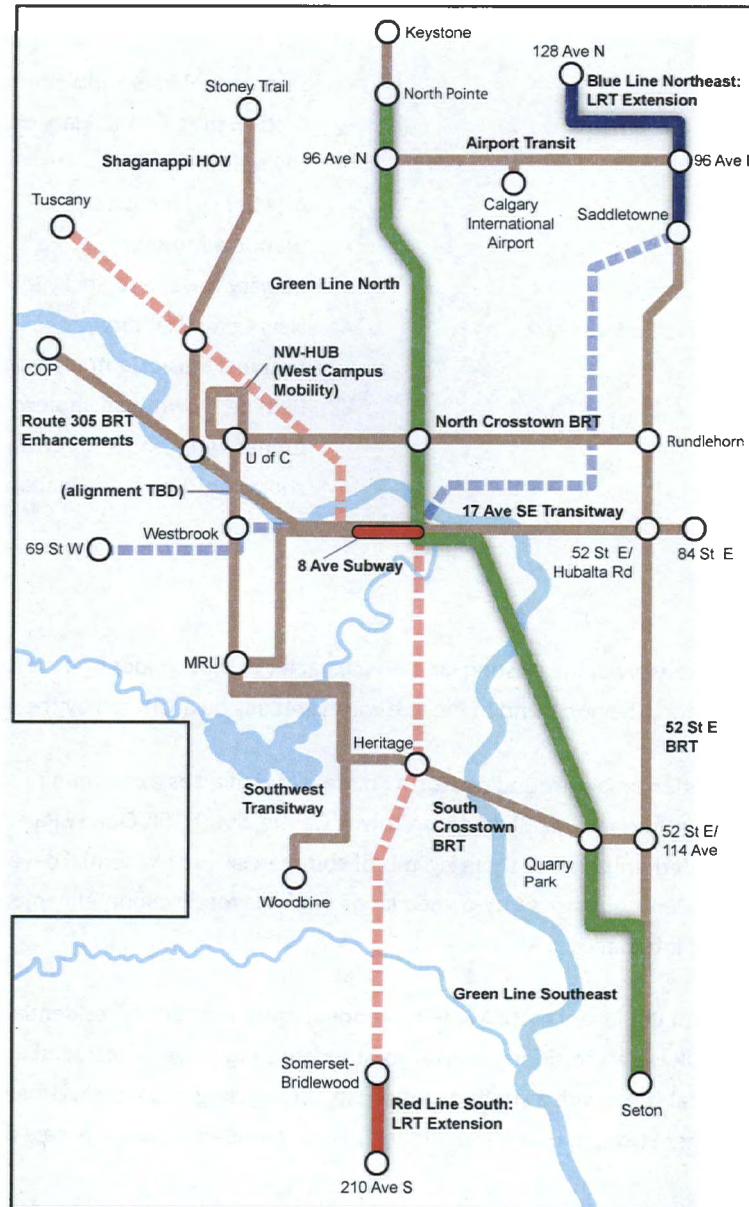 Keystone
128 Ave N
Blue Line Northeast:
LRT Extension
Stoney Trail
North Pointe
Shaganappi HOV
96 Ave N
Airport Transit
96 Ave
Tuscany
Calgary
International
Airport
Saddletowne
Green Line North
COP
NW-HUB
(West Campus
Mobility)
Route 305 BRT
Enhancements
U of C
North Crosstown BRT
Rundlehorn
(alignment TBD)
17 Ave SE Transitway
Westbrook
69 St W
8 Ave Subway
52 St E/
Hubalta Rd
84 St E
MRU
Heritage
52 St E
BRT
Southwest
Transitway
South
Crosstown
BRT
52 St E/
114 Ave
Quarry
Park
Woodbine
Green Line Southeast
Somerset-
Bridlewood
Red Line South:
LRT Extension
Seton
210 Ave S